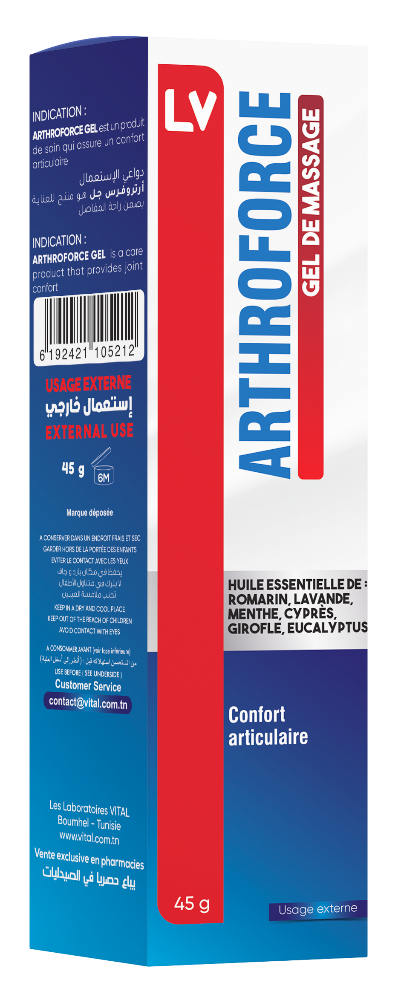 INDICATION :
ARTHROFORCE GEL est un produit
de soin qui assure un confort
articulaire
دواعي الإستعمال
أرتروفرس جل هو منتج للعناية
يضمن راحة المفاصل
INDICATION :
ARTHROFORCE GEL is a care
product that provides joint
confort
6 192421 105212
USAGE EXTERNE
إستعمال خارجي
EXTERNAL USE
45 g
6M
Marque déposée
A CONSERVER DANS UN ENDROIT FRAIS ET SEC
GARDER HORS DE LA PORTÉE DES ENFANTS
EVITER LE CONTACT AVEC LES YEUX
يحفظ في مكان بارد و جاف
لا يترك في متناول الأطفال
تجنب ملامسة العينين
KEEP IN A DRY AND COOL PLACE
KEEP OUT OF THE REACH OF CHILDREN
AVOID CONTACT WITH EYES
A CONSOMMER AVANT (voir face inférieure)
من المستحسن استهلاكه قبل : (أنظر إلى أسفل العلبة)
USE BEFORE ( SEE UNDERSIDE )
Customer Service
contact@vital.com.tn
Les Laboratoires VITAL
Boumhel - Tunisie
www.vital.com.tn
Vente exclusive en pharmacies
يباع حصريا في الصيدليات
LV
ARTHROFORCE
GEL DE MASSAGE
HUILE ESSENTIELLE DE :
ROMARIN, LAVANDE,
MENTHE, CYPRÈS,
GIROFLE, EUCALYPTUS
Confort
articulaire
45 g
Usage externe